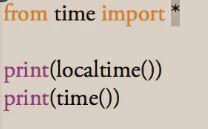 from time import *
print(localtime())
print(time())